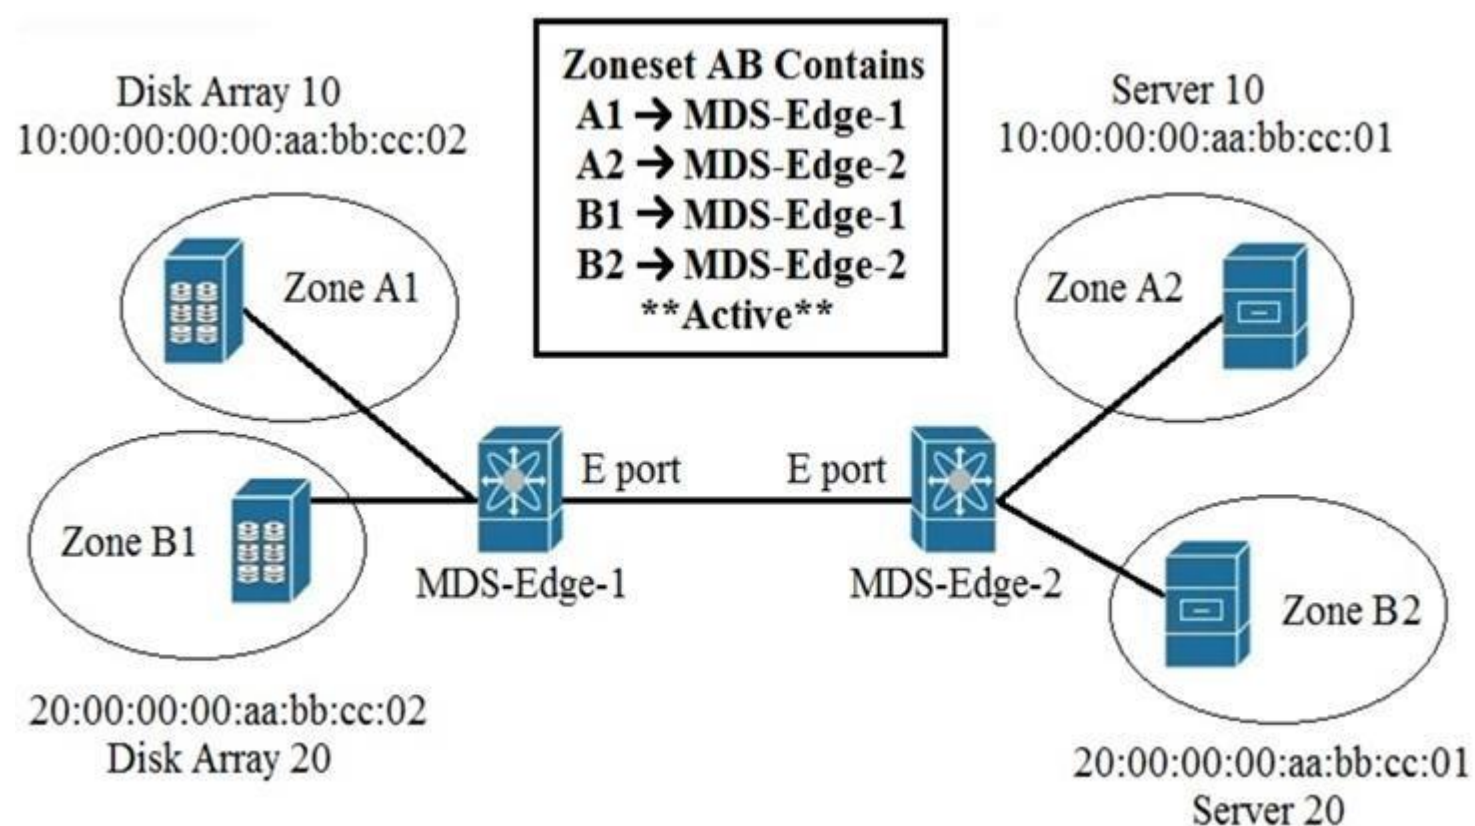 Zoneset AB Contains
A1 → MDS-Edge-1
A2 → MDS-Edge-2
B1 → MDS-Edge-1
B2 → MDS-Edge-2
**Active**
Disk Array 10
10:00:00:00:00:aa:bb:cc:02
Zone A1
Server 10
10:00:00:00:aa:bb:cc:01
Zone A2
Zone B1
20:00:00:00:aa:bb:cc:02
Disk Array 20
E port
E port
MDS-Edge-1
MDS-Edge-2
Zone B2
20:00:00:00:aa:bb:cc:01
Server 20